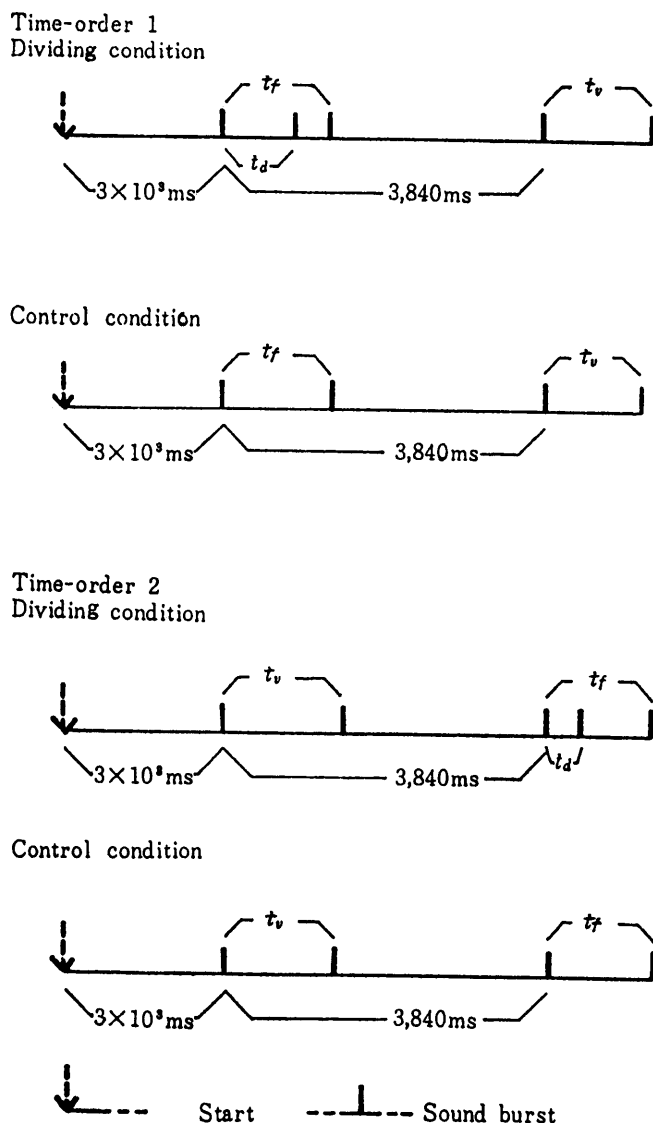 Time-order 1
Dividing condition
t_f t_v
t_d
3×10³ms 3,840ms
Control condition
t_f t_v
3×10³ms 3,840ms
Time-order 2
Dividing condition
t_v t_f
3×10³ms 3,840ms t_d
Control condition
t_v t_f
3×10³ms 3,840ms
Start Sound burst